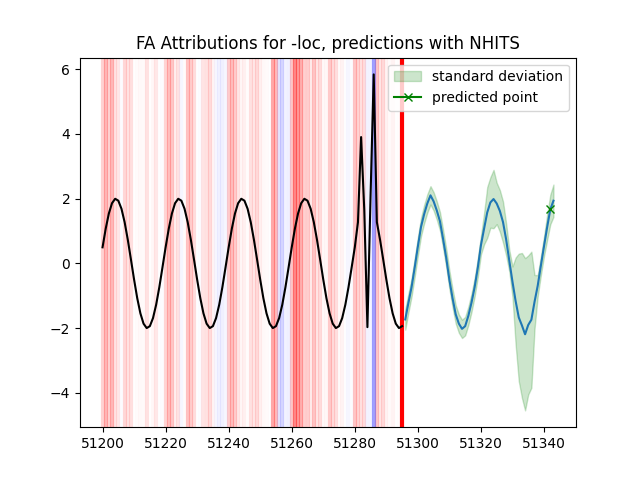 FA Attributions for -loc, predictions with NHITS
standard deviation
predicted point
6
4
2
0
−2
−4
51200 51220 51240 51260 51280 51300 51320 51340